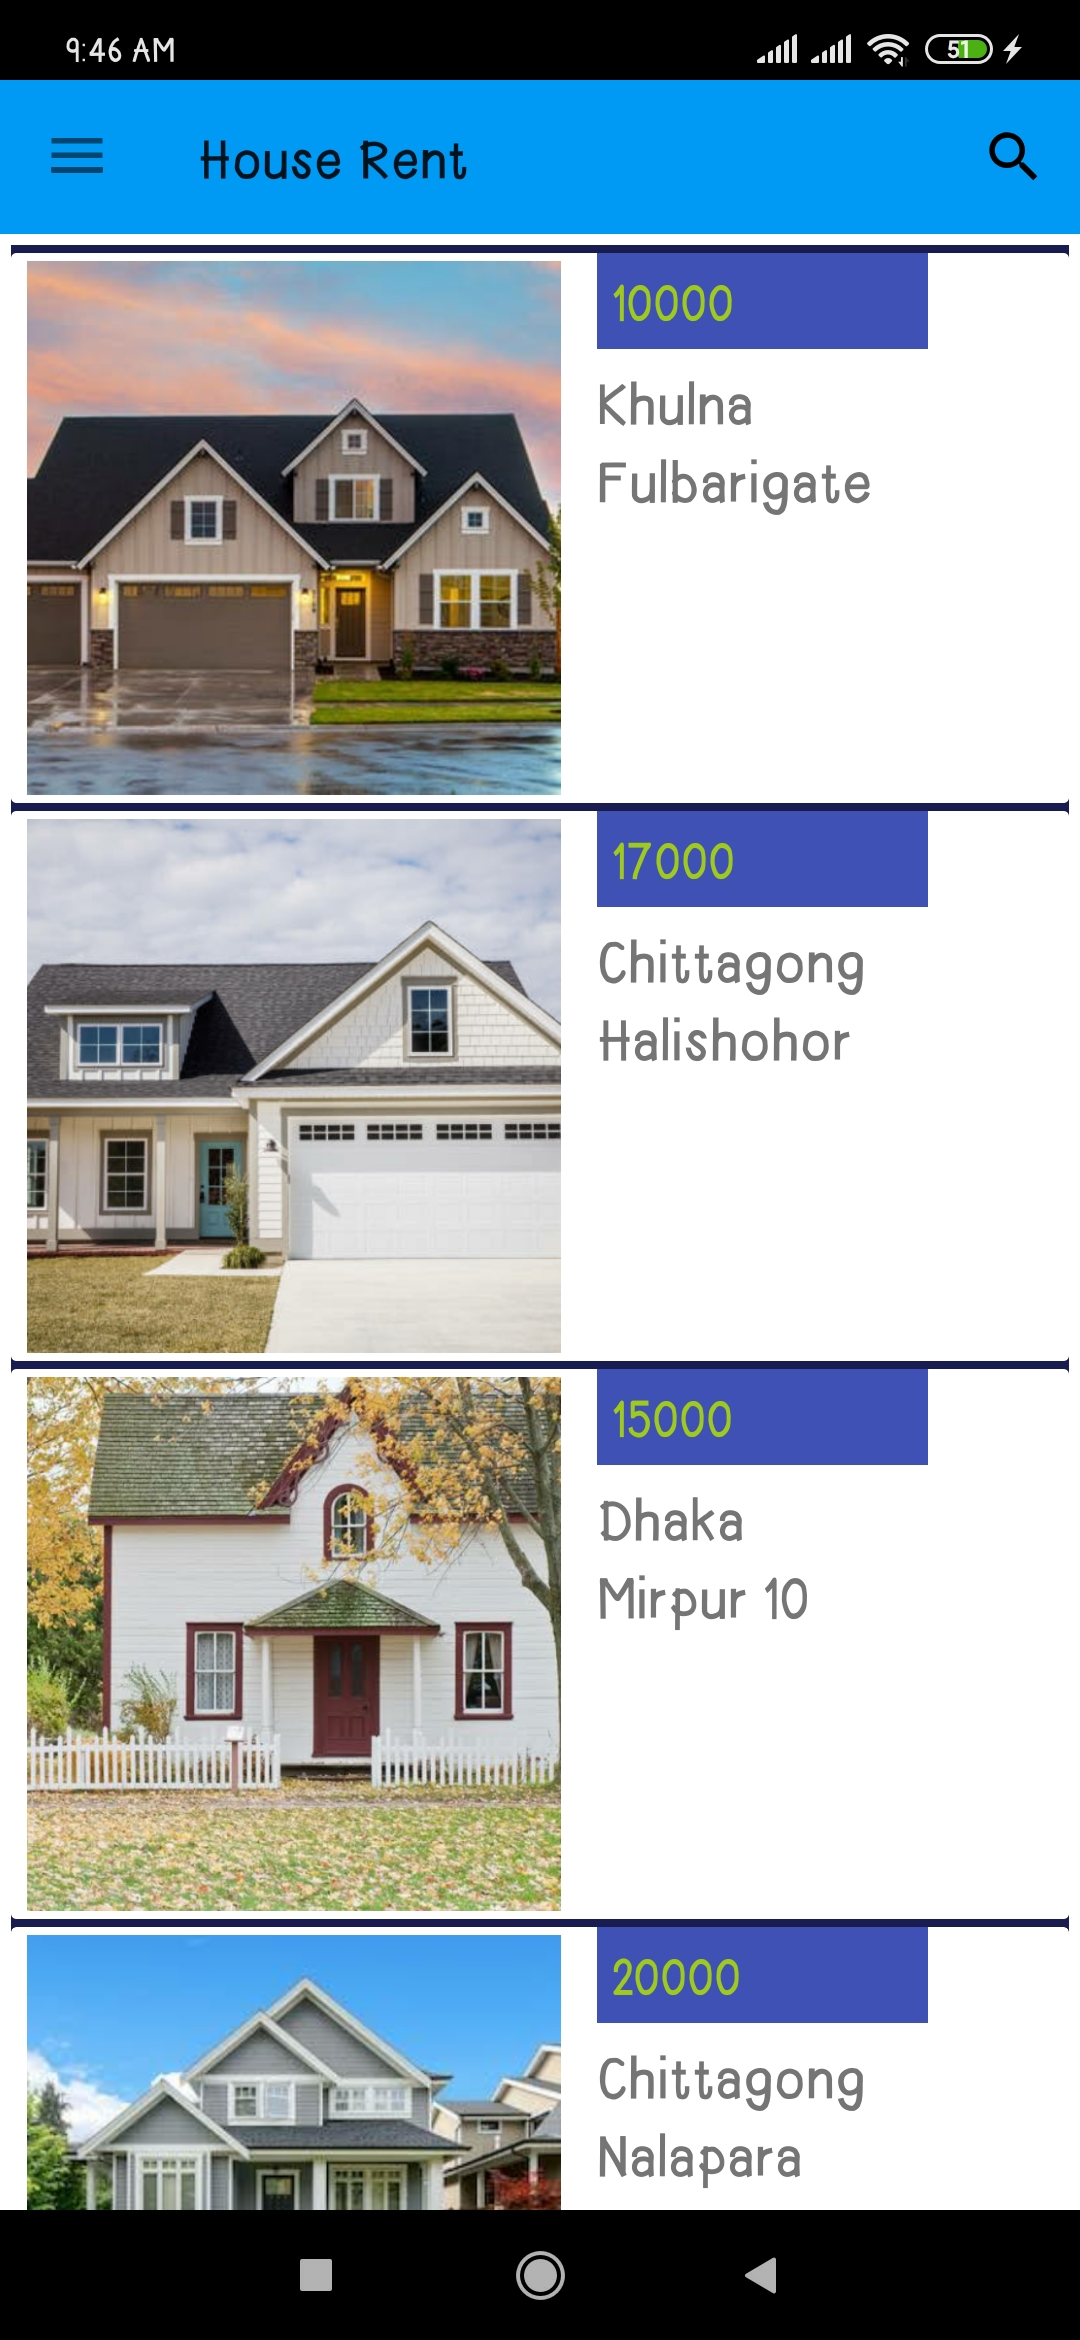 9:46 AM
51
House Rent
10000
Khulna
Fulbarigate
17000
Chittagong
Halishohor
15000
Dhaka
Mirpur 10
20000
Chittagong
Nalapara